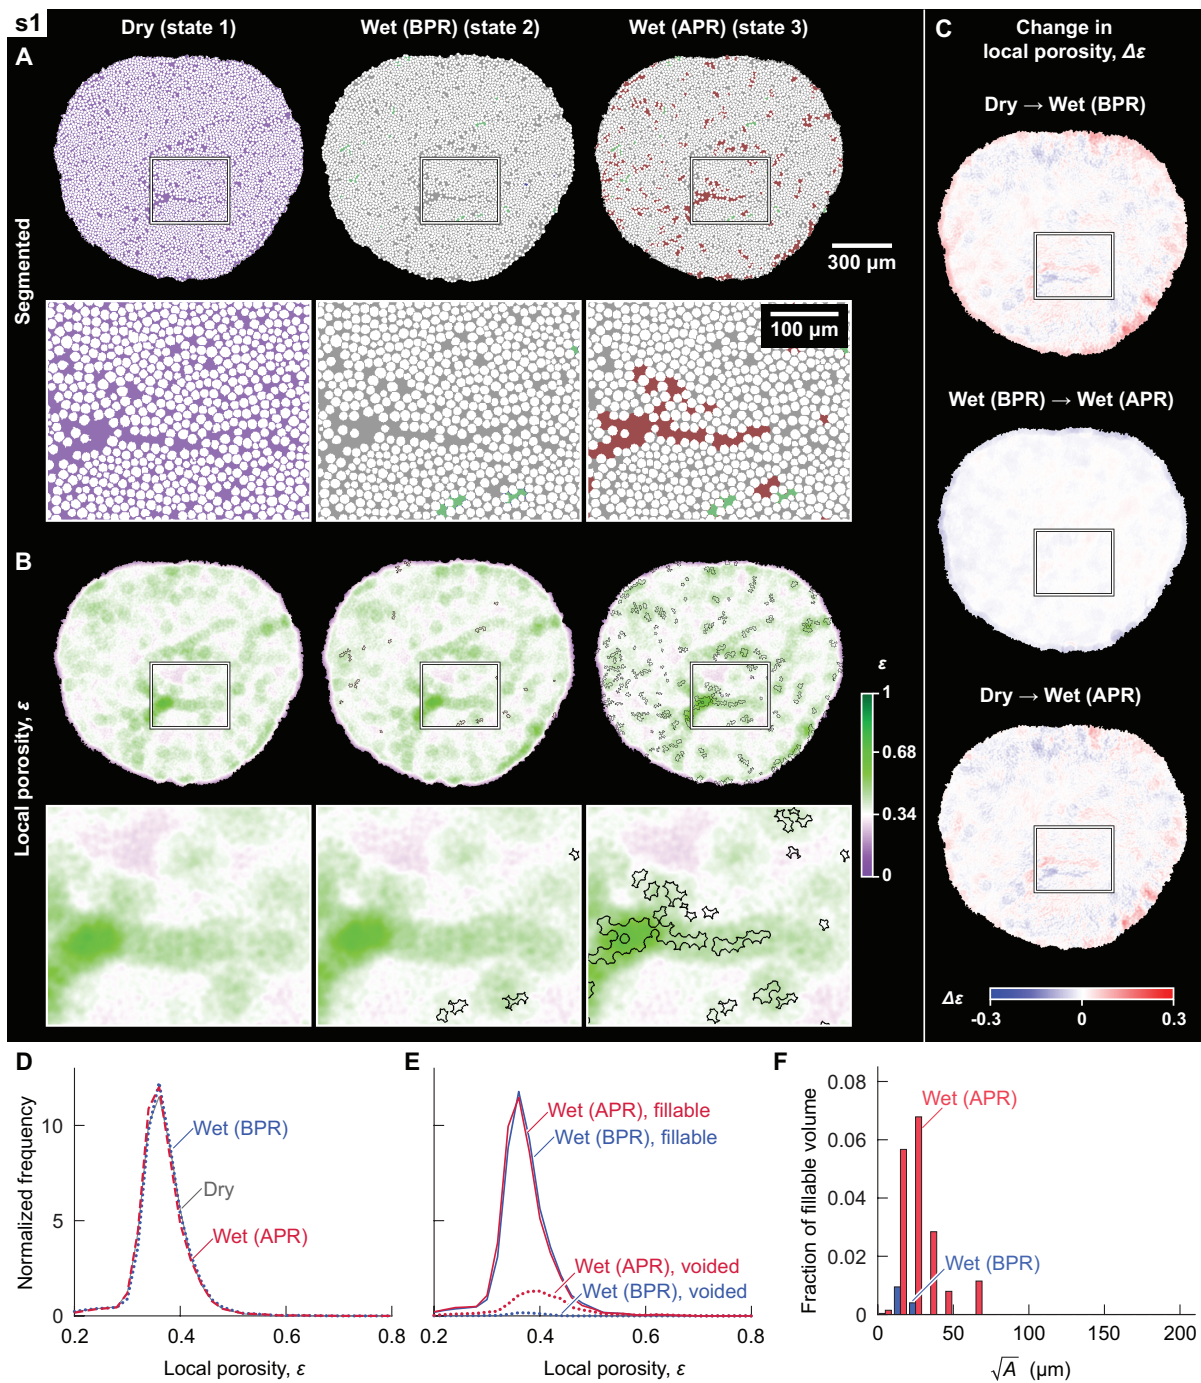 s1
Dry (state 1)
Wet (BPR) (state 2)
Wet (APR) (state 3)
A
Segmented
300 µm
100 µm
B
Local porosity, ε
ε
1
0.68
0.34
0
C
Change in
local porosity, Δε
Dry → Wet (BPR)
Wet (BPR) → Wet (APR)
Dry → Wet (APR)
Δε
-0.3
0
0.3
D
Normalized frequency
10
5
0
Wet (BPR)
Dry
Wet (APR)
0.2
0.4
0.6
0.8
Local porosity, ε
E
Wet (APR), fillable
Wet (BPR), fillable
Wet (APR), voided
Wet (BPR), voided
0.2
0.4
0.6
0.8
Local porosity, ε
F
Fraction of fillable volume
0.08
0.06
0.04
0.02
0
Wet (APR)
Wet (BPR)
0
50
100
150
200
√A (µm)